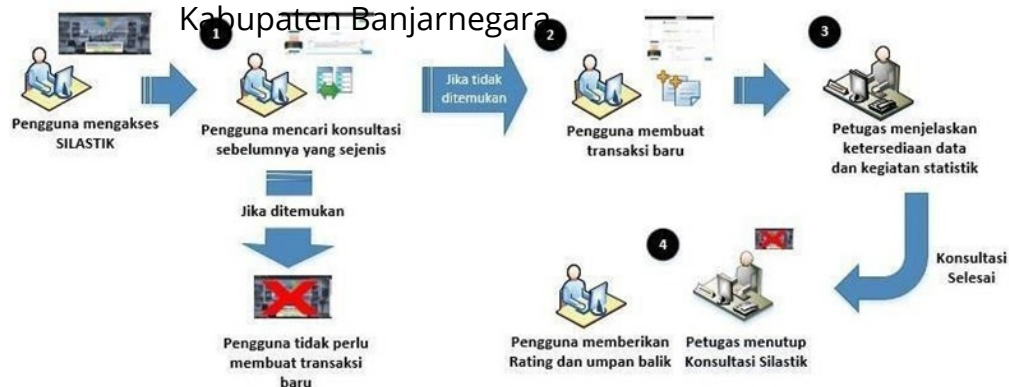 Kabupaten Banjarnegara
1
2
3
Pengguna mengakses
SILASTIK
Pengguna mencari konsultasi
sebelumnya yang sejenis
Jika tidak
ditemukan
Pengguna membuat
transaksi baru
Petugas menjelaskan
ketersediaan data
dan kegiatan statistik
Jika ditemukan
Pengguna tidak perlu
membuat transaksi
baru
Konsultasi
Selesai
4
Pengguna memberikan
Rating dan umpan balik
Petugas menutup
Konsultasi Silastik